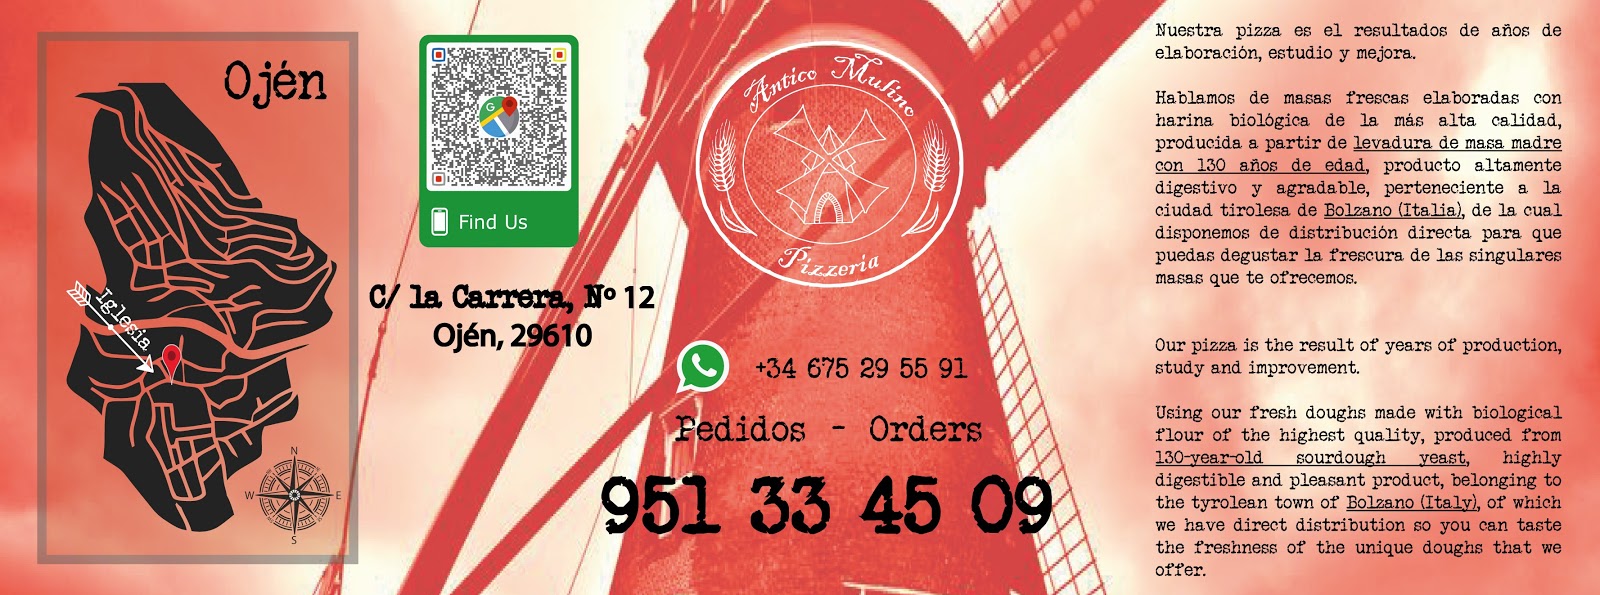 Ojén
Iglesia
N
W
E
S
Find Us
C/ la Carrera, Nº 12
Ojén, 29610
Antico Mulino
Pizzeria
+34 675 29 55 91
Pedidos - Orders
951 33 45 09
Nuestra pizza es el resultados de años de
elaboración, estudio y mejora.
Hablamos de masas frescas elaboradas con
harina biológica de la más alta calidad,
producida a partir de levadura de masa madre
con 130 años de edad, producto altamente
digestivo y agradable, perteneciente a la
ciudad tirolesa de Bolzano (Italia), de la cual
disponemos de distribución directa para que
puedas degustar la frescura de las singulares
masas que te ofrecemos.
Our pizza is the result of years of production,
study and improvement.
Using our fresh doughs made with biological
flour of the highest quality, produced from
130-year-old sourdough yeast, highly
digestible and pleasant product, belonging to
the tyrolean town of Bolzano (Italy), of which
we have direct distribution so you can taste
the freshness of the unique doughs that we
offer.